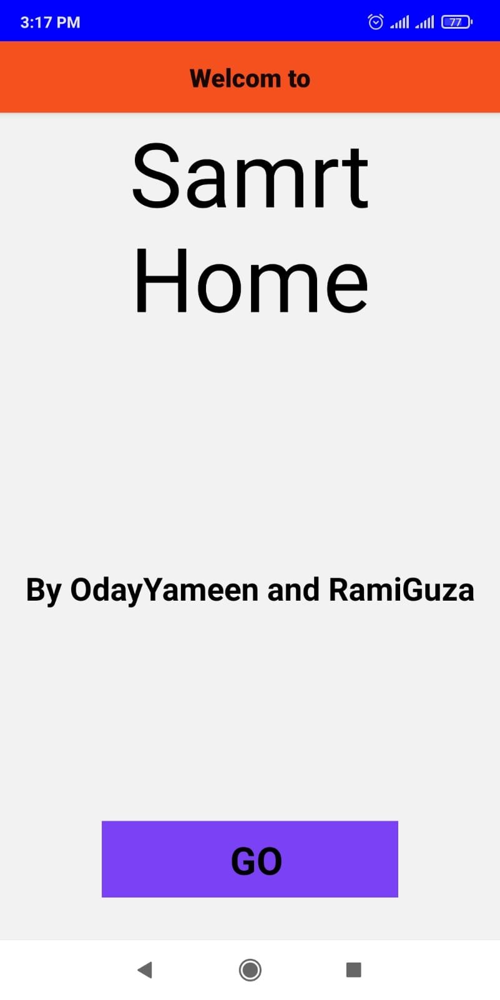 3:17 PM 77
Welcom to
Samrt
Home
By OdayYameen and RamiGuza
GO